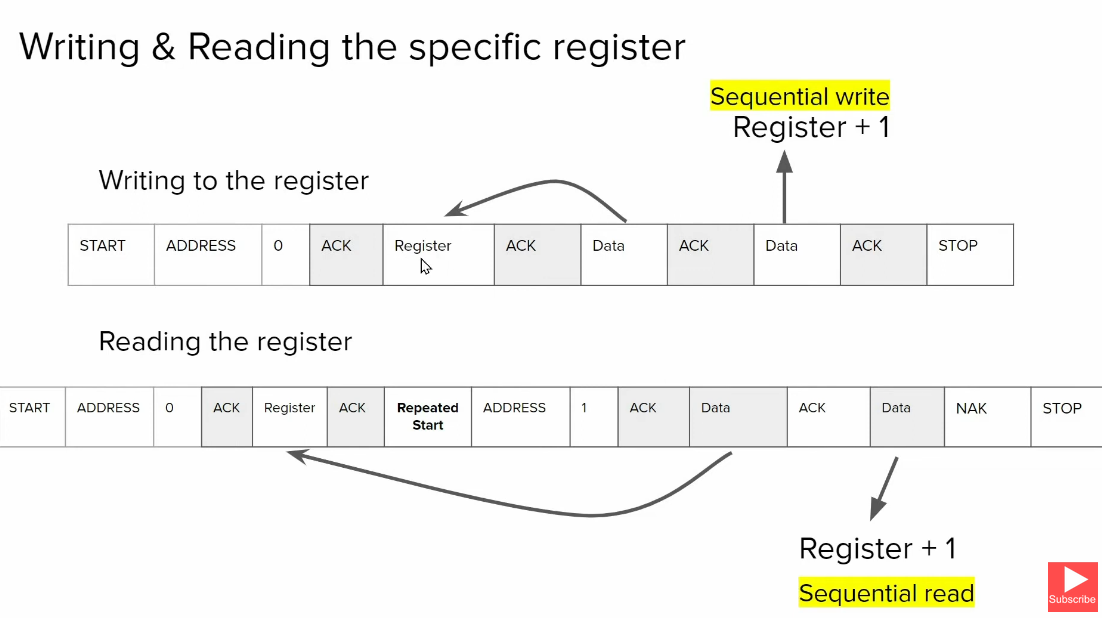 Writing & Reading the specific register
Sequential write
Register + 1
Writing to the register
START ADDRESS 0 ACK Register ACK Data ACK Data ACK STOP
Reading the register
START ADDRESS 0 ACK Register ACK Repeated Start ADDRESS 1 ACK Data ACK Data NAK STOP
Register + 1
Sequential read
Subscribe